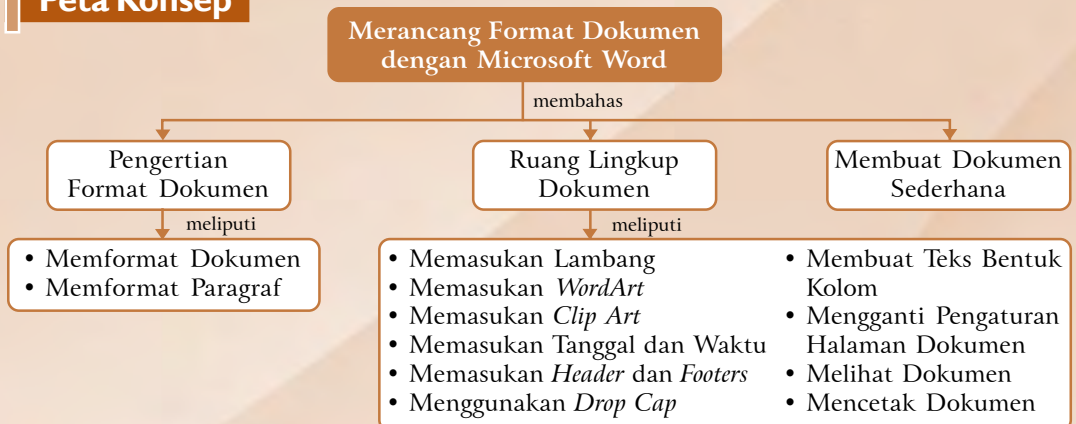 Peta Konsep
Merancang Format Dokumen
dengan Microsoft Word
membahas
Pengertian
Format Dokumen
Ruang Lingkup
Dokumen
Membuat Dokumen
Sederhana
meliputi
meliputi
• Memformat Dokumen
• Memformat Paragraf
• Memasukan Lambang
• Memasukan WordArt
• Memasukan Clip Art
• Memasukan Tanggal dan Waktu
• Memasukan Header dan Footers
• Menggunakan Drop Cap
• Membuat Teks Bentuk
Kolom
• Mengganti Pengaturan
Halaman Dokumen
• Melihat Dokumen
• Mencetak Dokumen